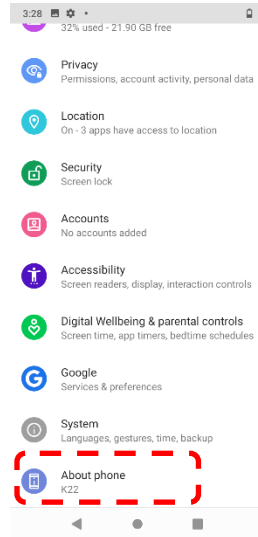 3:28
32% used - 21.90 GB free
Privacy
Permissions, account activity, personal data
Location
On - 3 apps have access to location
Security
Screen lock
Accounts
No accounts added
Accessibility
Screen readers, display, interaction controls
Digital Wellbeing & parental controls
Screen time, app timers, bedtime schedules
Google
Services & preferences
System
Languages, gestures, time, backup
About phone
K22